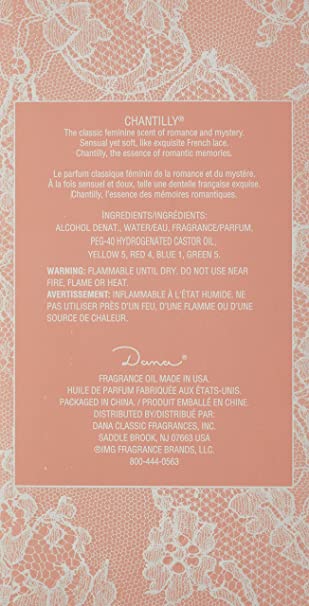 CHANTILLY®
The classic feminine scent of romance and mystery.
Sensual yet soft, like exquisite French lace.
Chantilly, the essence of romantic memories.
Le parfum classique féminin de la romance et du mystère.
À la fois sensuel et doux, telle une dentelle française exquise.
Chantilly, l'essence des mémoires romantiques.
INGREDIENTS/INGRÉDIENTS:
ALCOHOL DENAT., WATER/EAU, FRAGRANCE/PARFUM,
PEG-40 HYDROGENATED CASTOR OIL,
YELLOW 5, RED 4, BLUE 1, GREEN 5.
WARNING: FLAMMABLE UNTIL DRY. DO NOT USE NEAR
FIRE, FLAME OR HEAT.
AVERTISSEMENT: INFLAMMABLE À L'ÉTAT HUMIDE. NE
PAS UTILISER PRÈS D'UN FEU, D'UNE FLAMME OU D'UNE
SOURCE DE CHALEUR.
Dana®
FRAGRANCE OIL MADE IN USA.
HUILE DE PARFUM FABRIQUÉE AUX ÉTATS-UNIS.
PACKAGED IN CHINA. / PRODUIT EMBALLÉ EN CHINE.
DISTRIBUTED BY/DISTRIBUÉ PAR:
DANA CLASSIC FRAGRANCES, INC.
SADDLE BROOK, NJ 07663 USA
©IMG FRAGRANCE BRANDS, LLC.
800-444-0563